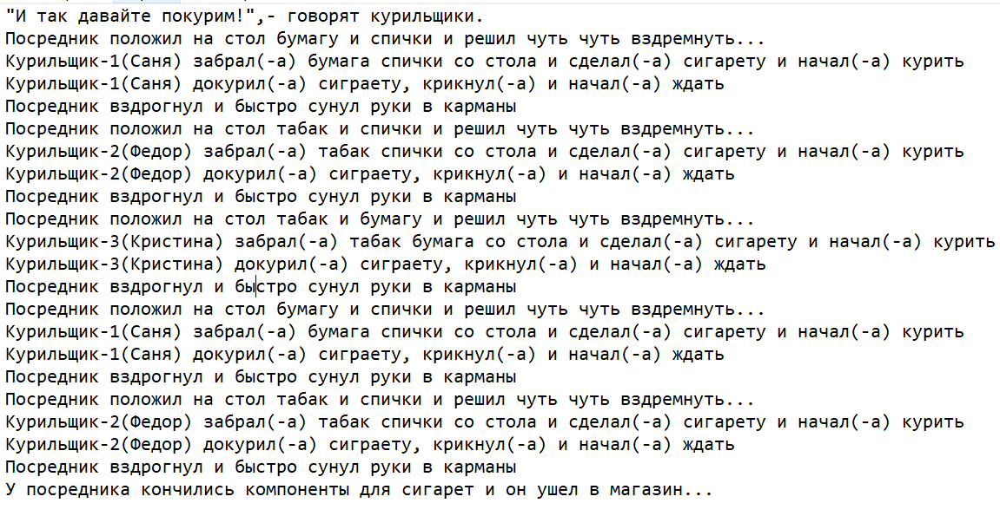 "И так давайте покурим!",- говорят курильщики.
Посредник положил на стол бумагу и спички и решил чуть чуть вздремнуть...
Курильщик-1(Саня) забрал(-а) бумага спички со стола и сделал(-а) сигарету и начал(-а) курить
Курильщик-1(Саня) докурил(-а) сиграету, крикнул(-а) и начал(-а) ждать
Посредник вздрогнул и быстро сунул руки в карманы
Посредник положил на стол табак и спички и решил чуть чуть вздремнуть...
Курильщик-2(Федор) забрал(-а) табак спички со стола и сделал(-а) сигарету и начал(-а) курить
Курильщик-2(Федор) докурил(-а) сиграету, крикнул(-а) и начал(-а) ждать
Посредник вздрогнул и быстро сунул руки в карманы
Посредник положил на стол табак и бумагу и решил чуть чуть вздремнуть...
Курильщик-3(Кристина) забрал(-а) табак бумага со стола и сделал(-а) сигарету и начал(-а) курить
Курильщик-3(Кристина) докурил(-а) сиграету, крикнул(-а) и начал(-а) ждать
Посредник вздрогнул и быстро сунул руки в карманы
Посредник положил на стол бумагу и спички и решил чуть чуть вздремнуть...
Курильщик-1(Саня) забрал(-а) бумага спички со стола и сделал(-а) сигарету и начал(-а) курить
Курильщик-1(Саня) докурил(-а) сиграету, крикнул(-а) и начал(-а) ждать
Посредник вздрогнул и быстро сунул руки в карманы
Посредник положил на стол табак и спички и решил чуть чуть вздремнуть...
Курильщик-2(Федор) забрал(-а) табак спички со стола и сделал(-а) сигарету и начал(-а) курить
Курильщик-2(Федор) докурил(-а) сиграету, крикнул(-а) и начал(-а) ждать
Посредник вздрогнул и быстро сунул руки в карманы
У посредника кончились компоненты для сигарет и он ушел в магазин...